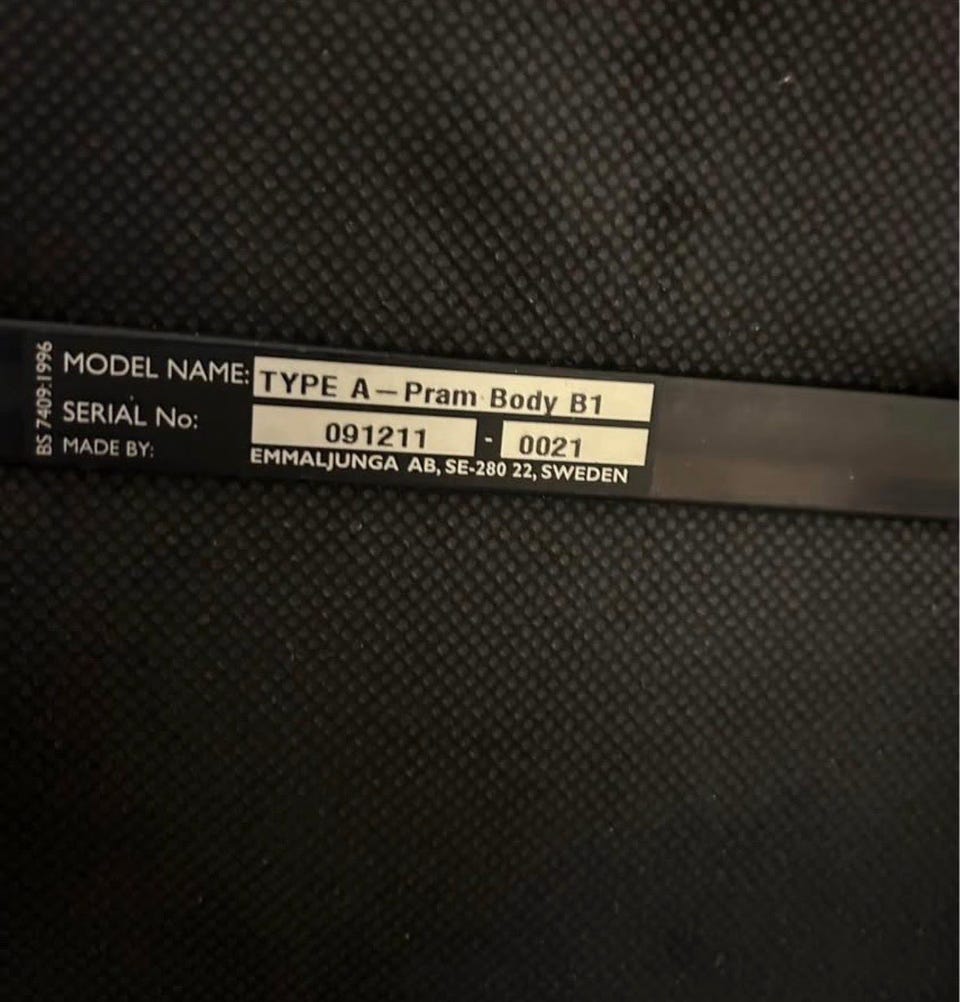 BS 7409:1996
MODEL NAME: TYPE A – Pram Body B1
SERIAL No: 091211 - 0021
MADE BY: EMMALJUNGA AB, SE-280 22, SWEDEN